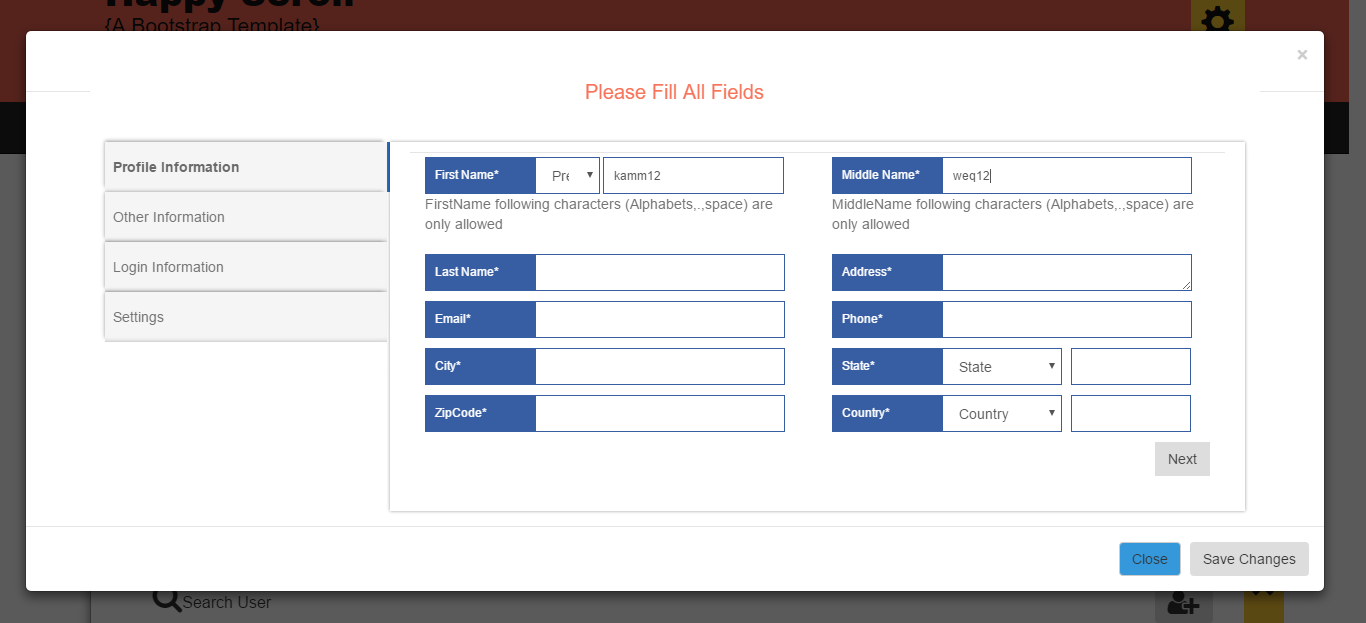 Happy Scroll
{A Bootstrap Template}
×
Please Fill All Fields
Profile Information
Other Information
Login Information
Settings
First Name* Pre kamm12
FirstName following characters (Alphabets,.,space) are
only allowed
Middle Name* weq12
MiddleName following characters (Alphabets,.,space) are
only allowed
Last Name*
Address*
Email*
Phone*
City*
State* State
ZipCode*
Country* Country
Next
Close Save Changes
Search User